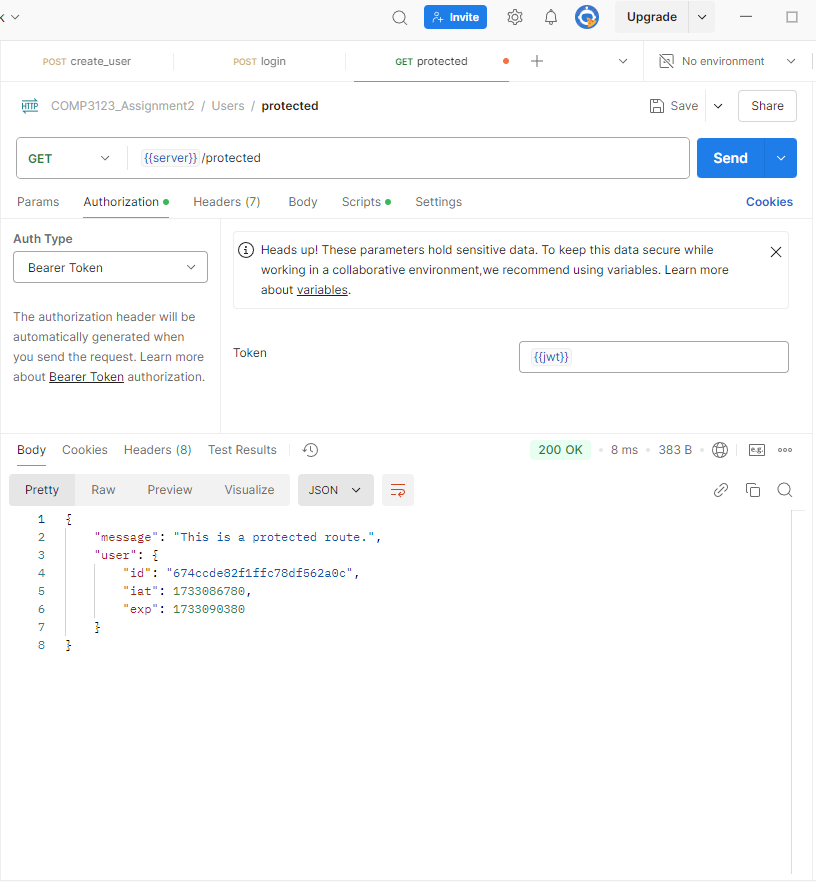 Invite
Upgrade
POST create_user
POST login
GET protected
No environment
HTTP COMP3123_Assignment2 / Users / protected
Save
Share
GET
{{server}}/protected
Send
Params
Authorization
Headers (7)
Body
Scripts
Settings
Cookies
Auth Type
Bearer Token
The authorization header will be
automatically generated when
you send the request. Learn more
about Bearer Token authorization.
Heads up! These parameters hold sensitive data. To keep this data secure while
working in a collaborative environment,we recommend using variables. Learn more
about variables.
Token
{{jwt}}
Body
Cookies
Headers (8)
Test Results
200 OK
8 ms
383 B
e.g.
Pretty
Raw
Preview
Visualize
JSON
1 {
2 "message": "This is a protected route.",
3 "user": {
4 "id": "674ccde82f1ffc78df562a0c",
5 "iat": 1733086780,
6 "exp": 1733090380
7 }
8 }